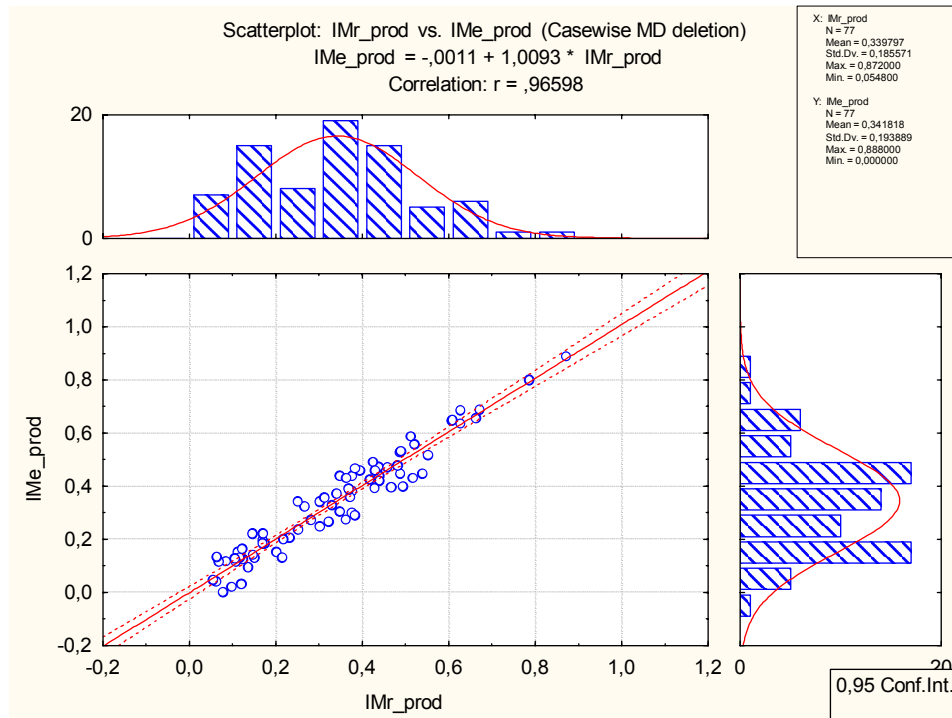 Scatterplot: IMr_prod vs. IMe_prod (Casewise MD deletion)
IMe_prod = -,0011 + 1,0093 * IMr_prod
Correlation: r = ,96598
X: IMr_prod
N = 77
Mean = 0,339797
Std.Dv. = 0,185571
Max. = 0,872000
Min. = 0,054800
Y: IMe_prod
N = 77
Mean = 0,341818
Std.Dv. = 0,193889
Max. = 0,888000
Min. = 0,000000
20
0
1,2
1,0
0,8
0,6
0,4
0,2
0,0
-0,2
IMe_prod
-0,2 0,0 0,2 0,4 0,6 0,8 1,0 1,2
IMr_prod
0 20
0,95 Conf.Int.